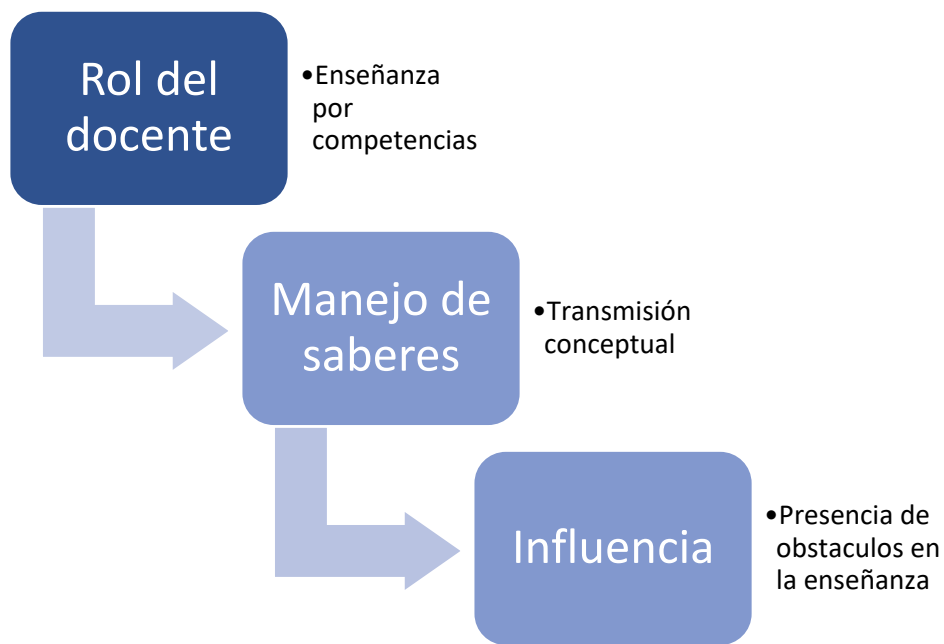 Rol del
docente
•Enseñanza
por
competencias
Manejo de
saberes
•Transmisión
conceptual
Influencia
•Presencia de
obstaculos en
la enseñanza